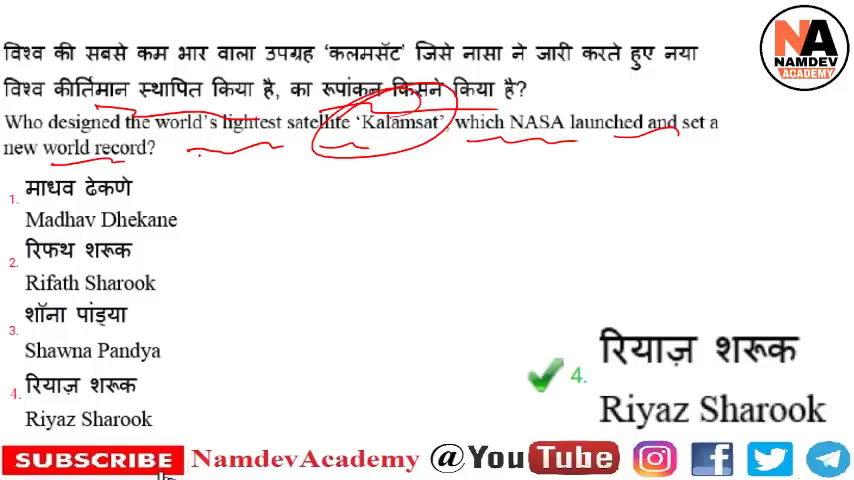 विश्व की सबसे कम भार वाला उपग्रह ‘कलमसॅट’ जिसे नासा ने जारी करते हुए नया
विश्व कीर्तिमान स्थापित किया है, का रूपांकन किसने किया है?
Who designed the world's lightest satellite ‘Kalamsat’, which NASA launched and set a
new world record?
1. माधव ढेकणे
Madhav Dhekane
2. रिफथ शरूक
Rifath Sharook
3. शॉना पांड्या
Shawna Pandya
4. रियाज़ शरूक
Riyaz Sharook
4. रियाज़ शरूक
Riyaz Sharook
NA
NAMDEV
ACADEMY
SUBSCRIBE NamdevAcademy @YouTube